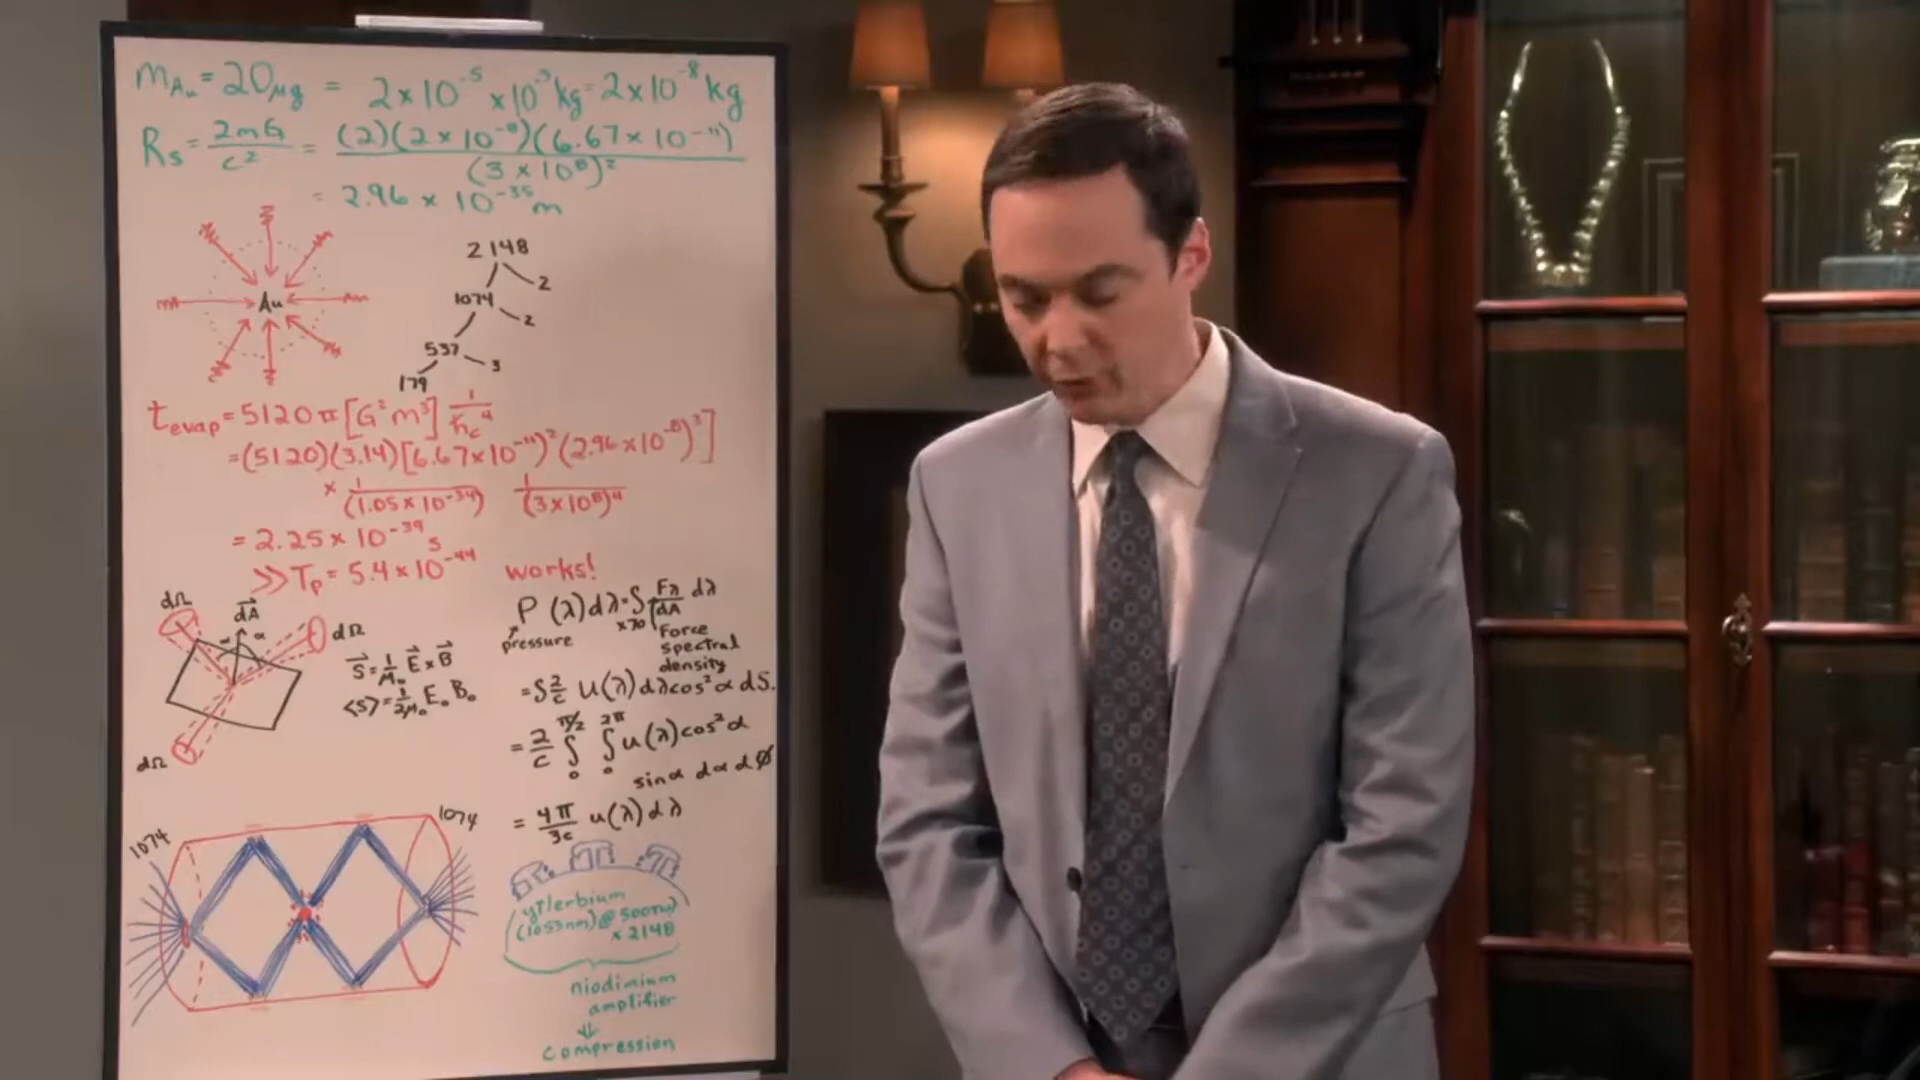 m_Au = 20μg = 2×10⁻⁵ ×10⁻³kg = 2×10⁻⁸ kg
R_s = 2mG/c² = (2)(2×10⁻⁸)(6.67×10⁻¹¹)/(3×10⁸)²
= 2.96 × 10⁻³⁵ m
Au
2148
2
1074
2
537
3
179
t_evap = 5120π[G²m³] 1/ħc⁴
=(5120)(3.14)[6.67×10⁻¹¹)²(2.96×10⁻⁸)³]
× 1/(1.05×10⁻³⁴) 1/(3×10⁸)⁴
= 2.25×10⁻³⁹ s
≫T_p = 5.4×10⁻⁴⁴ works!
dΩ
dA⃗
α
dΩ
dΩ
S⃗=1/μ₀ E⃗×B⃗
⟨S⟩=1/2μ₀ E₀B₀
P(λ)dλ=∫ Fλ/dA dλ
pressure
Force
spectral
density
=∫2/c u(λ)dλcos²α dS.
=2/c ∫₀^π/2 ∫₀^2π u(λ)cos²α
sinα dα dφ
=4π/3c u(λ)dλ
1074
1074
ytlerbium
(1053nm)@500TW)
×2148
niodimium
amplifier
⇓
compression